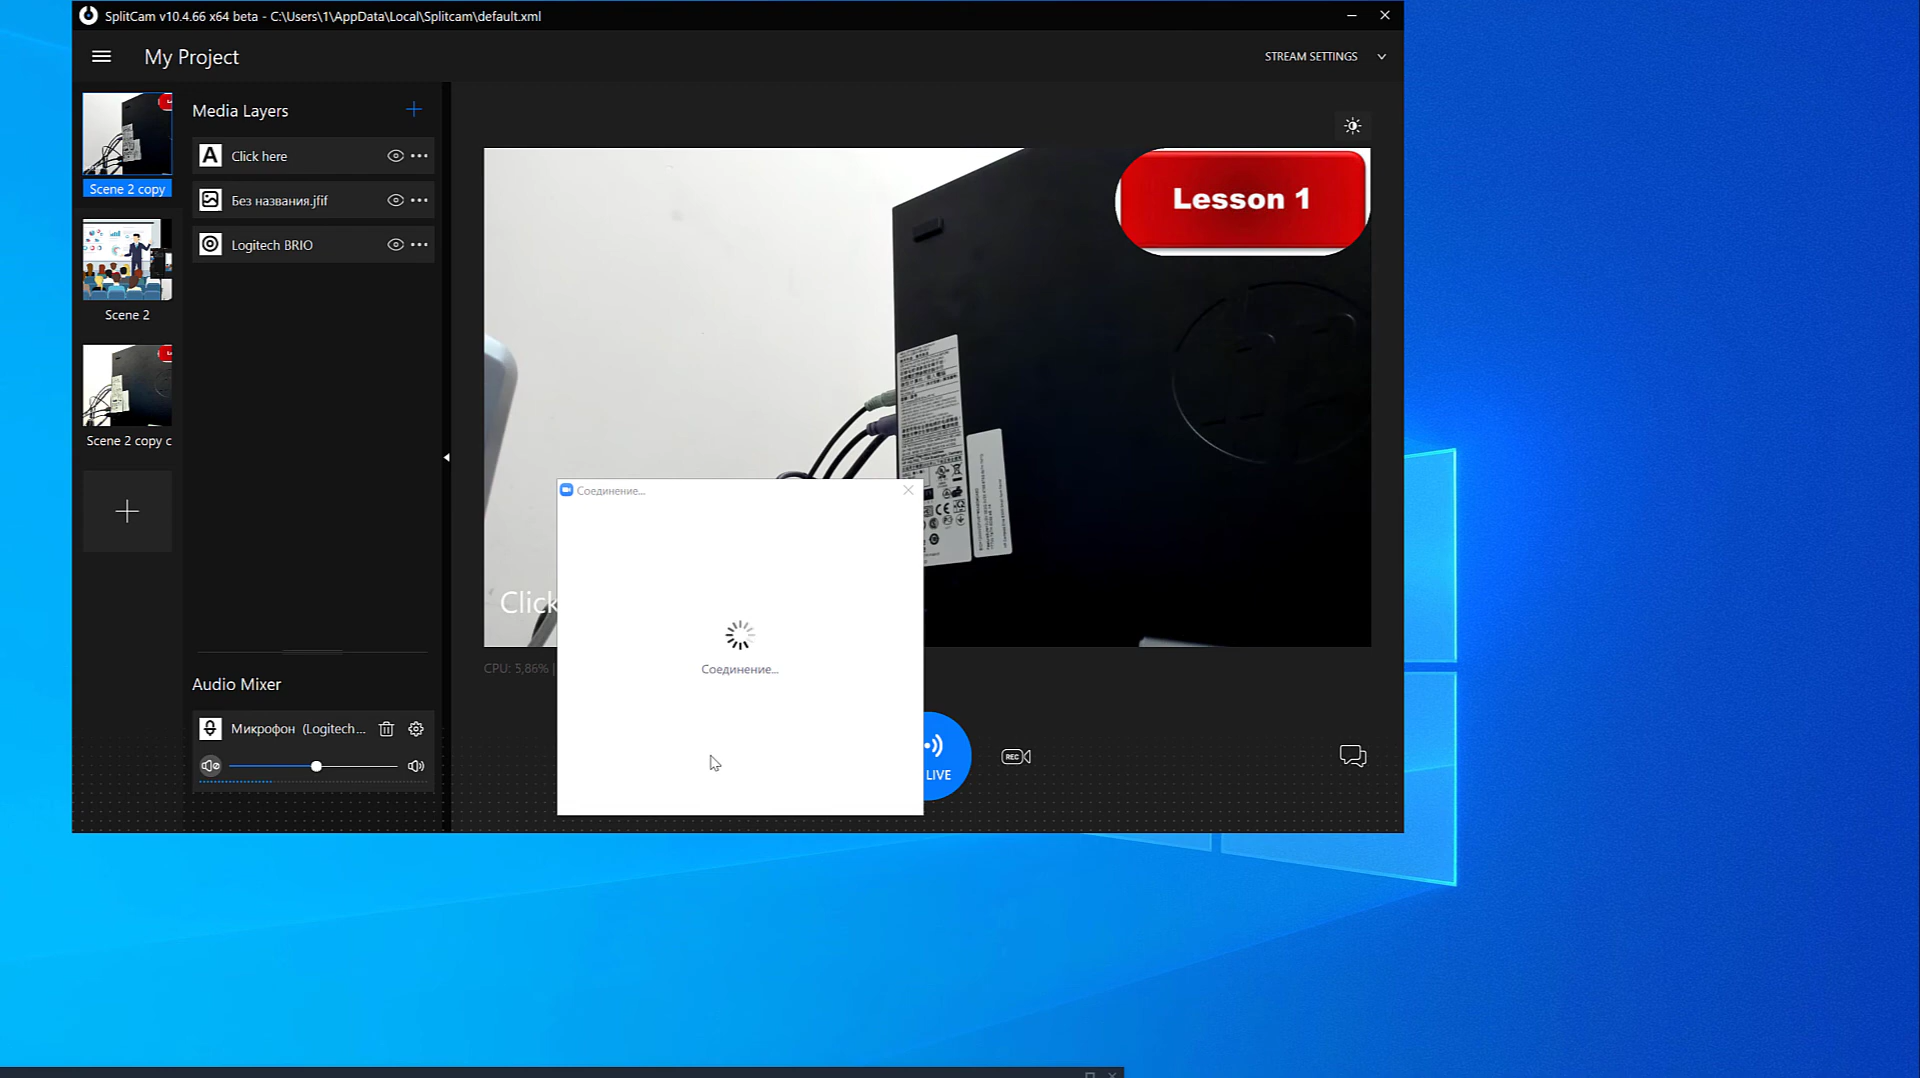 SplitCam v10.4.66 x64 beta - C:\Users\1\AppData\Local\Splitcam\default.xml
My Project
STREAM SETTINGS
Media Layers
Click here
Без названия.jfif
Logitech BRIO
Scene 2 copy
Scene 2
Scene 2 copy c
Lesson 1
Соединение...
Click
Соединение...
CPU: 5,86% |
Audio Mixer
Микрофон (Logitech...
LIVE
REC